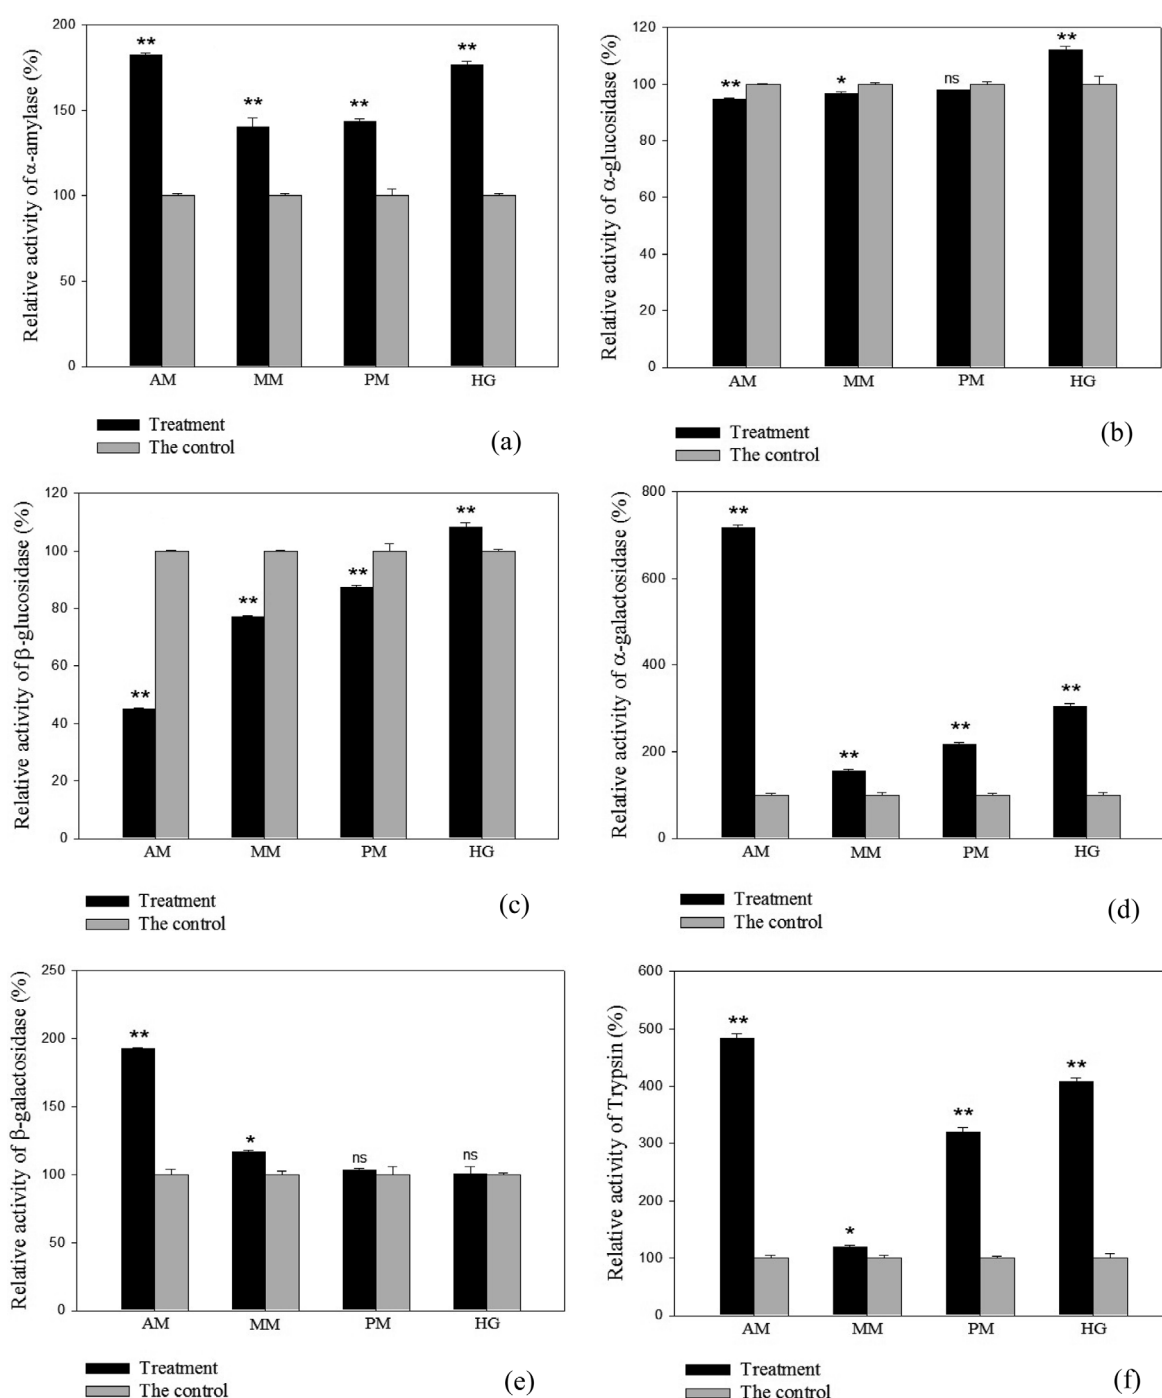 Relative activity of α-amylase (%)
200
150
100
50
0
** ** ** **
AM MM PM HG
Treatment
The control
(a)
Relative activity of α-glucosidase (%)
120
100
80
60
40
20
0
** * ns **
AM MM PM HG
Treatment
The control
(b)
Relative activity of β-glucosidase (%)
120
100
80
60
40
20
0
** ** ** **
AM MM PM HG
Treatment
The control
(c)
Relative activity of α-galactosidase (%)
800
600
400
200
0
** ** ** **
AM MM PM HG
Treatment
The control
(d)
Relative activity of β-galactosidase (%)
250
200
150
100
50
0
** * ns ns
AM MM PM HG
Treatment
The control
(e)
Relative activity of Trypsin (%)
600
500
400
300
200
100
0
** * ** **
AM MM PM HG
Treatment
The control
(f)